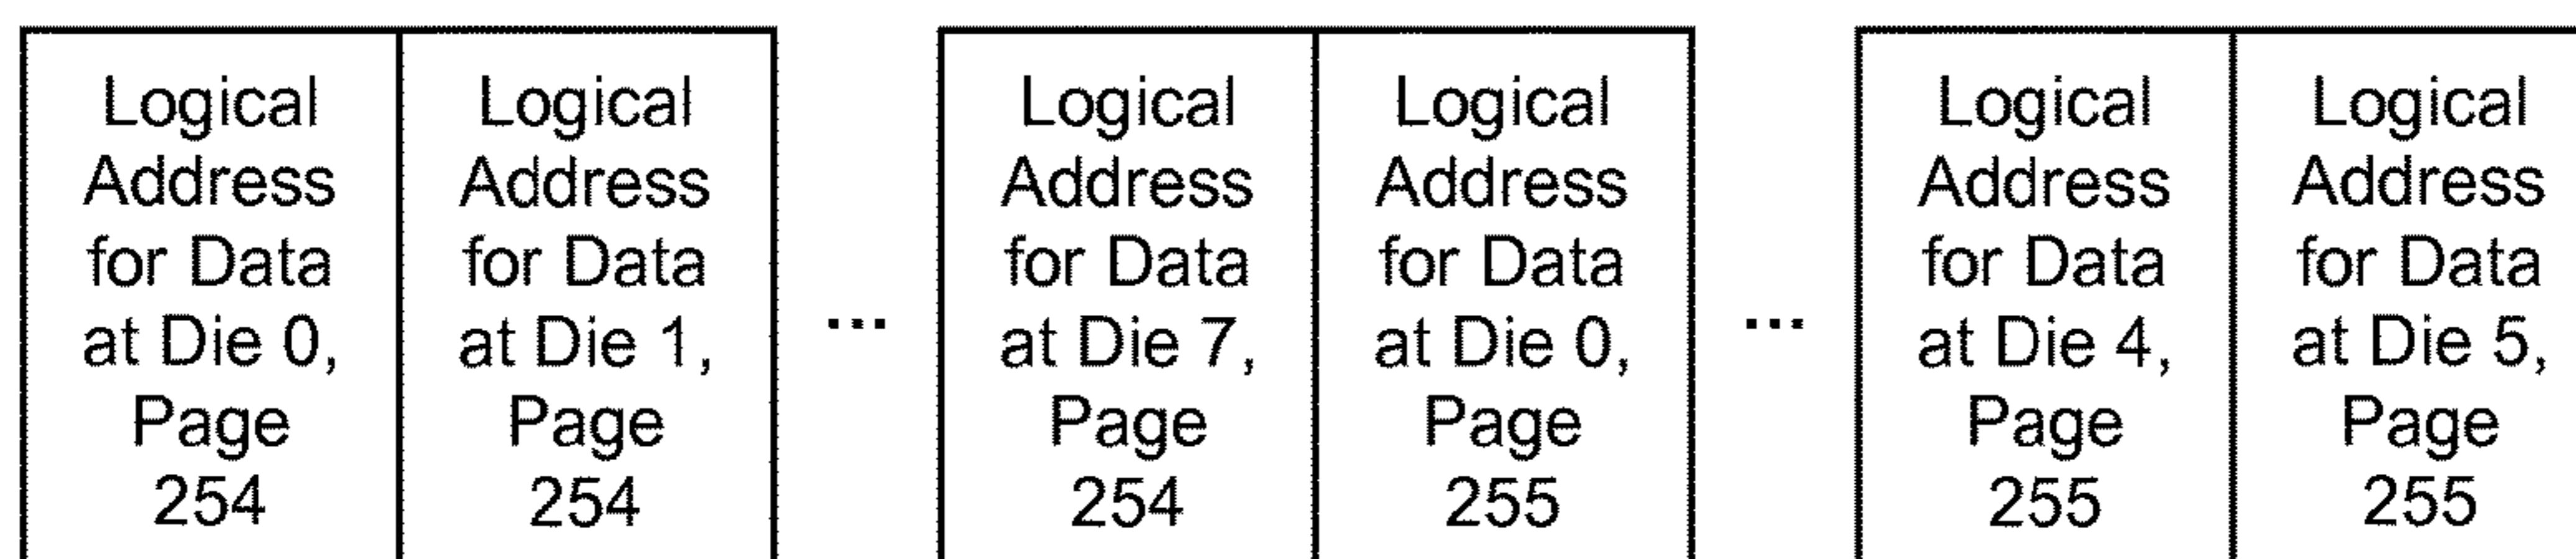 Logical
Address
for Data
at Die 0,
Page
254
Logical
Address
for Data
at Die 1,
Page
254
...
Logical
Address
for Data
at Die 7,
Page
254
Logical
Address
for Data
at Die 0,
Page
255
...
Logical
Address
for Data
at Die 4,
Page
255
Logical
Address
for Data
at Die 5,
Page
255